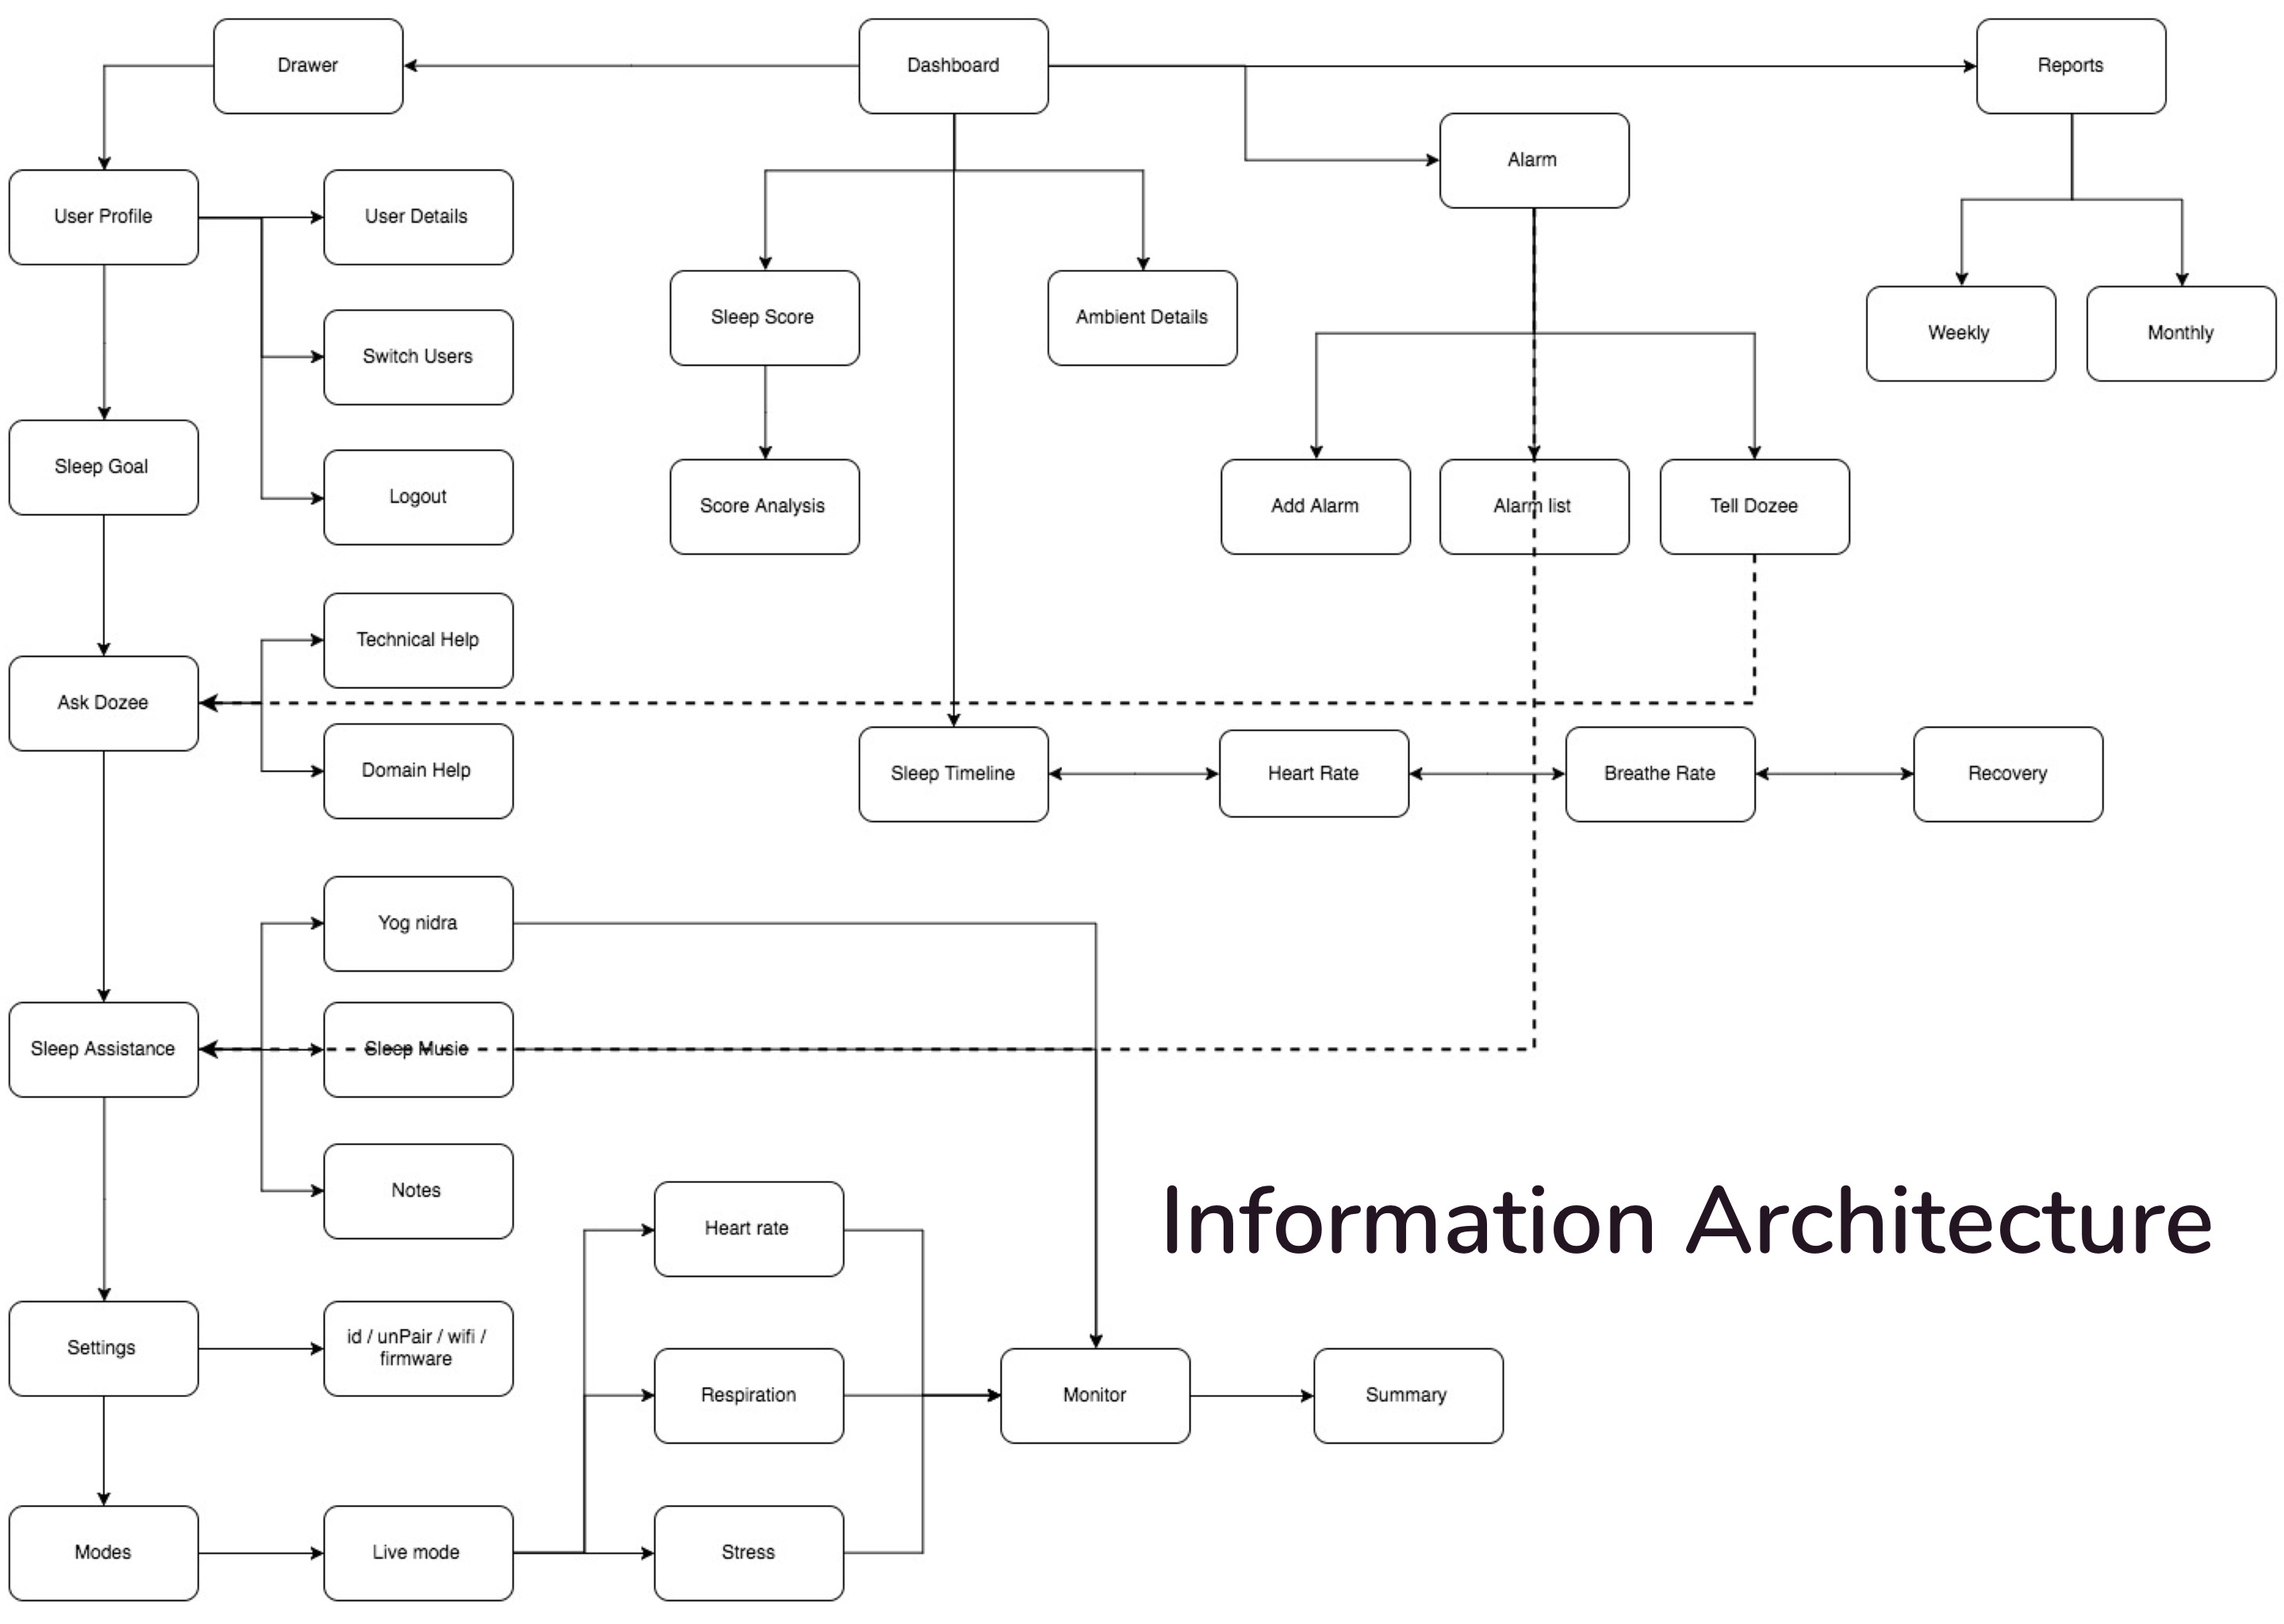 Drawer
Dashboard
Reports
Alarm
User Profile
User Details
Switch Users
Sleep Score
Ambient Details
Weekly
Monthly
Sleep Goal
Logout
Score Analysis
Add Alarm
Alarm list
Tell Dozee
Technical Help
Ask Dozee
Domain Help
Sleep Timeline
Heart Rate
Breathe Rate
Recovery
Yog nidra
Sleep Assistance
Sleep Music
Notes
Heart rate
Information Architecture
Settings
id / unPair / wifi /
firmware
Respiration
Monitor
Summary
Modes
Live mode
Stress